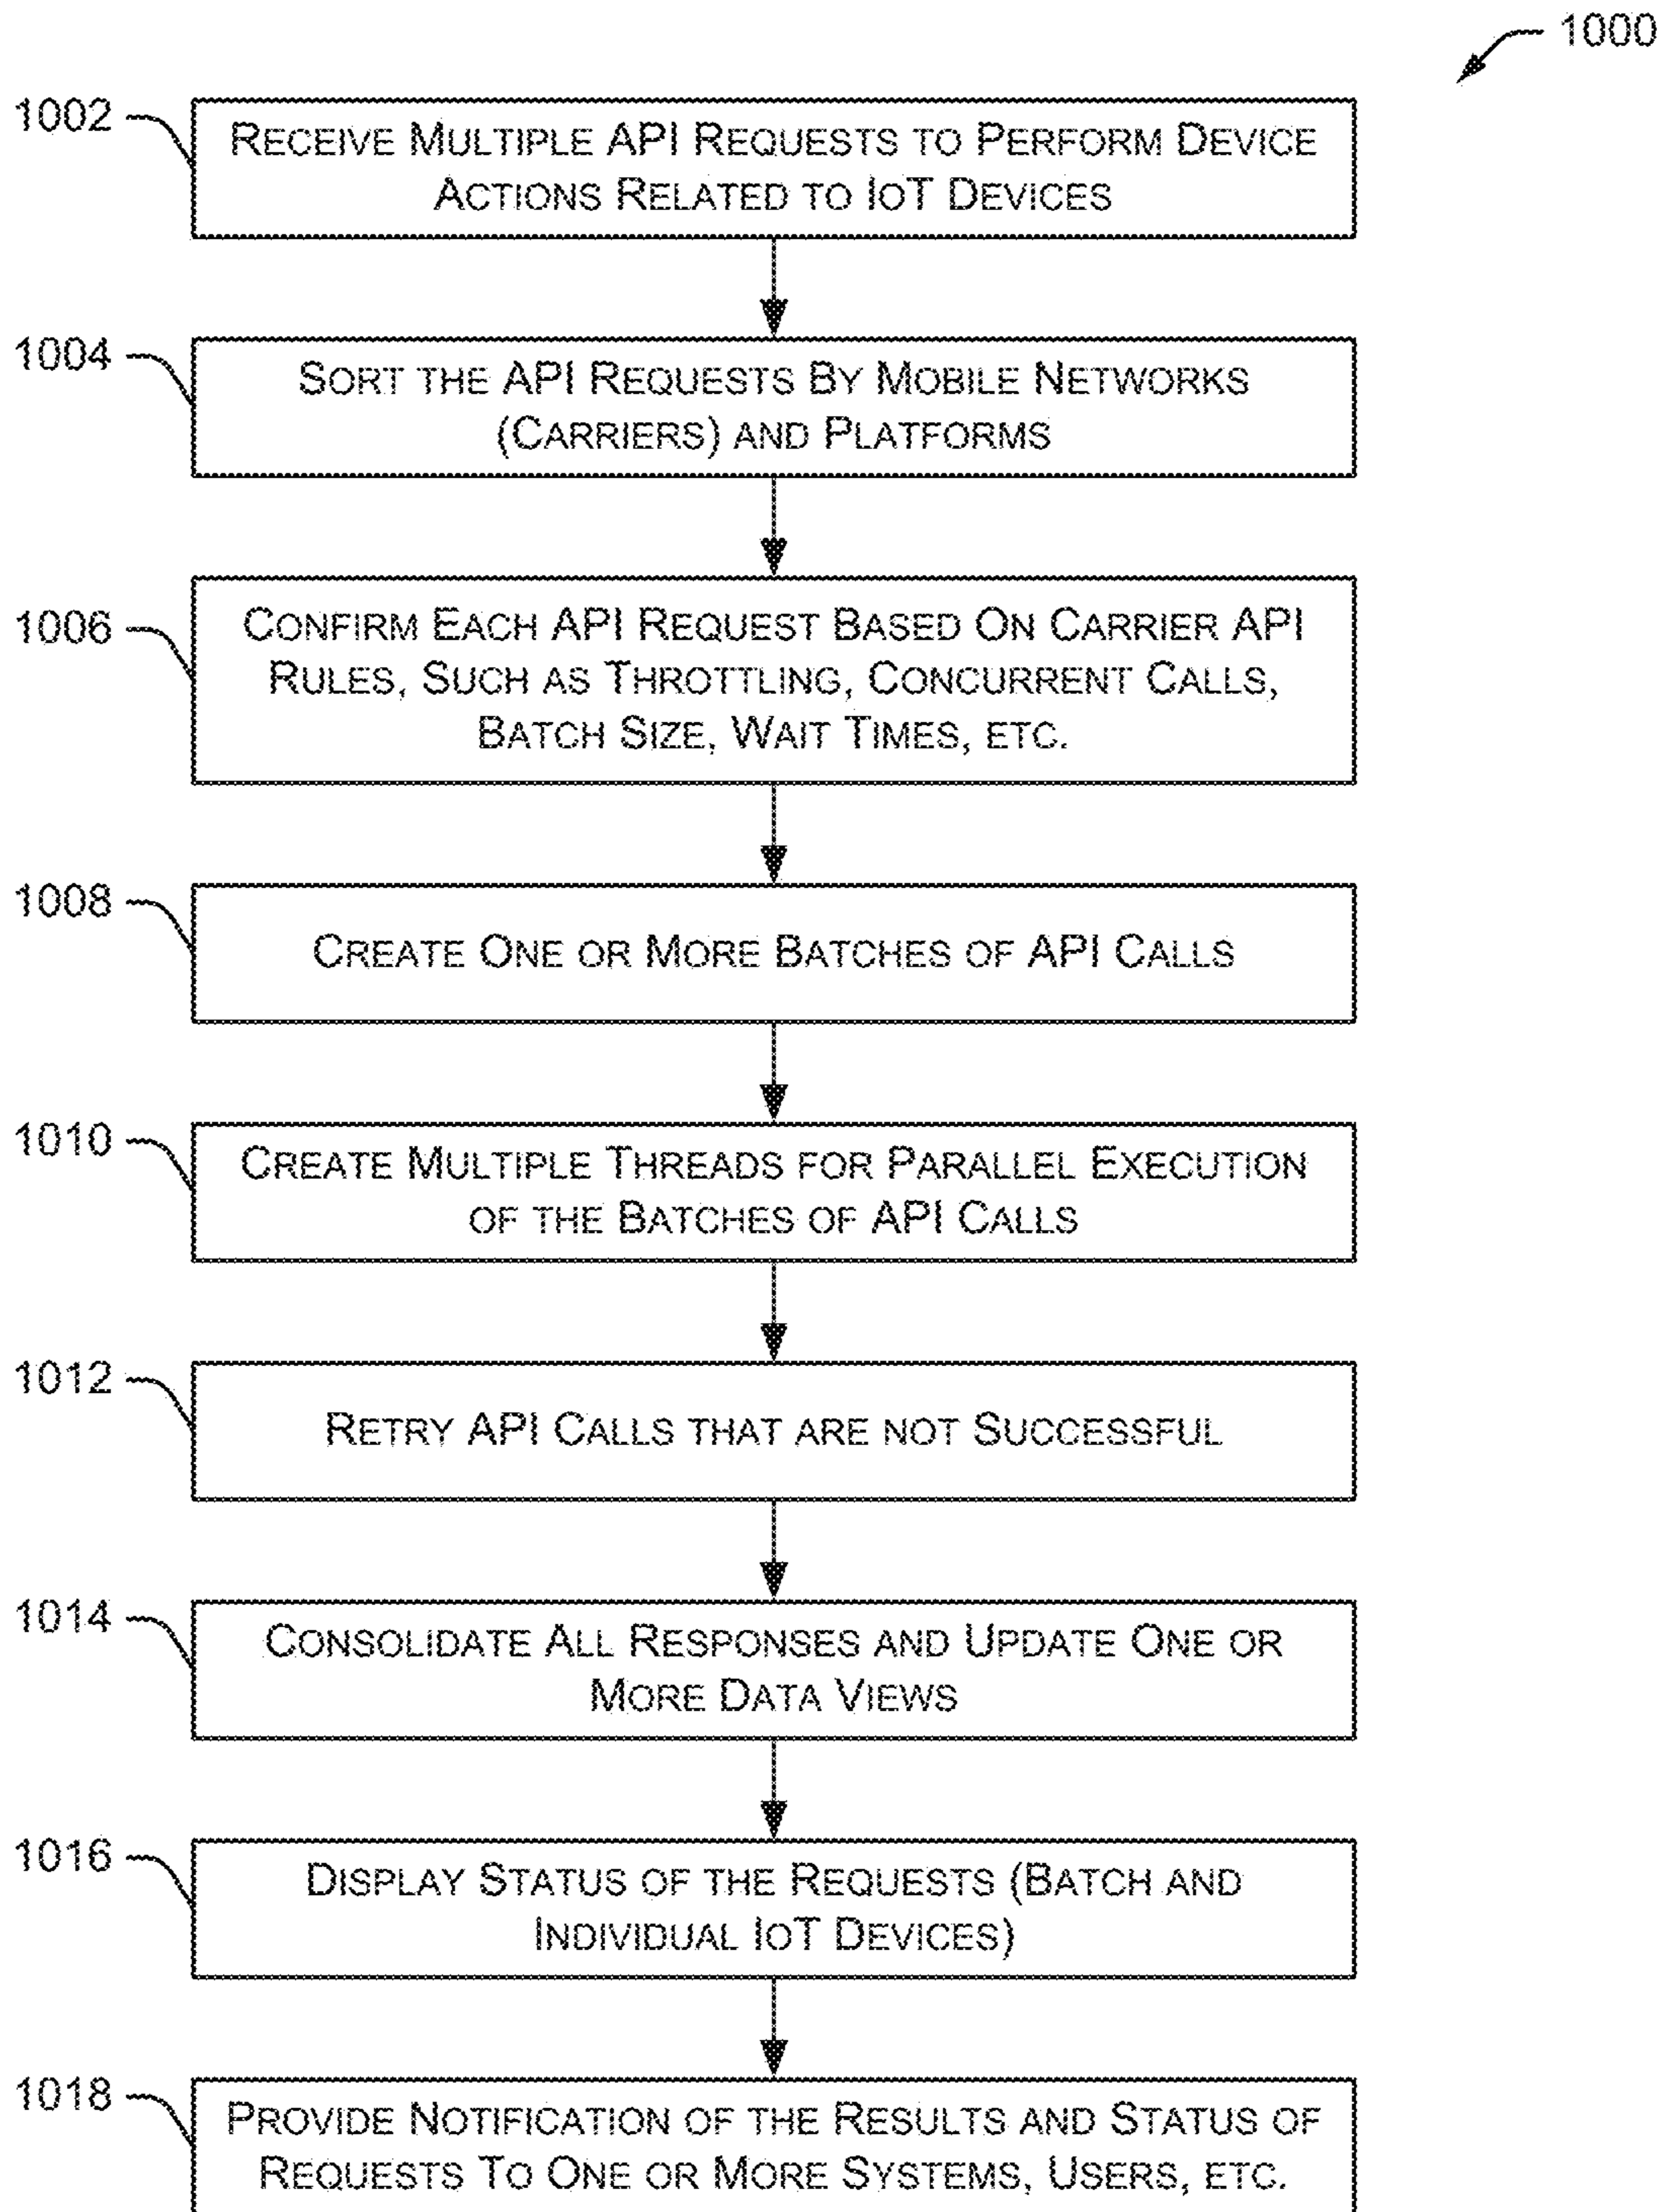 1000
1002
RECEIVE MULTIPLE API REQUESTS TO PERFORM DEVICE
ACTIONS RELATED TO IOT DEVICES
1004
SORT THE API REQUESTS BY MOBILE NETWORKS
(CARRIERS) AND PLATFORMS
1006
CONFIRM EACH API REQUEST BASED ON CARRIER API
RULES, SUCH AS THROTTLING, CONCURRENT CALLS,
BATCH SIZE, WAIT TIMES, ETC.
1008
CREATE ONE OR MORE BATCHES OF API CALLS
1010
CREATE MULTIPLE THREADS FOR PARALLEL EXECUTION
OF THE BATCHES OF API CALLS
1012
RETRY API CALLS THAT ARE NOT SUCCESSFUL
1014
CONSOLIDATE ALL RESPONSES AND UPDATE ONE OR
MORE DATA VIEWS
1016
DISPLAY STATUS OF THE REQUESTS (BATCH AND
INDIVIDUAL IOT DEVICES)
1018
PROVIDE NOTIFICATION OF THE RESULTS AND STATUS OF
REQUESTS TO ONE OR MORE SYSTEMS, USERS, ETC.